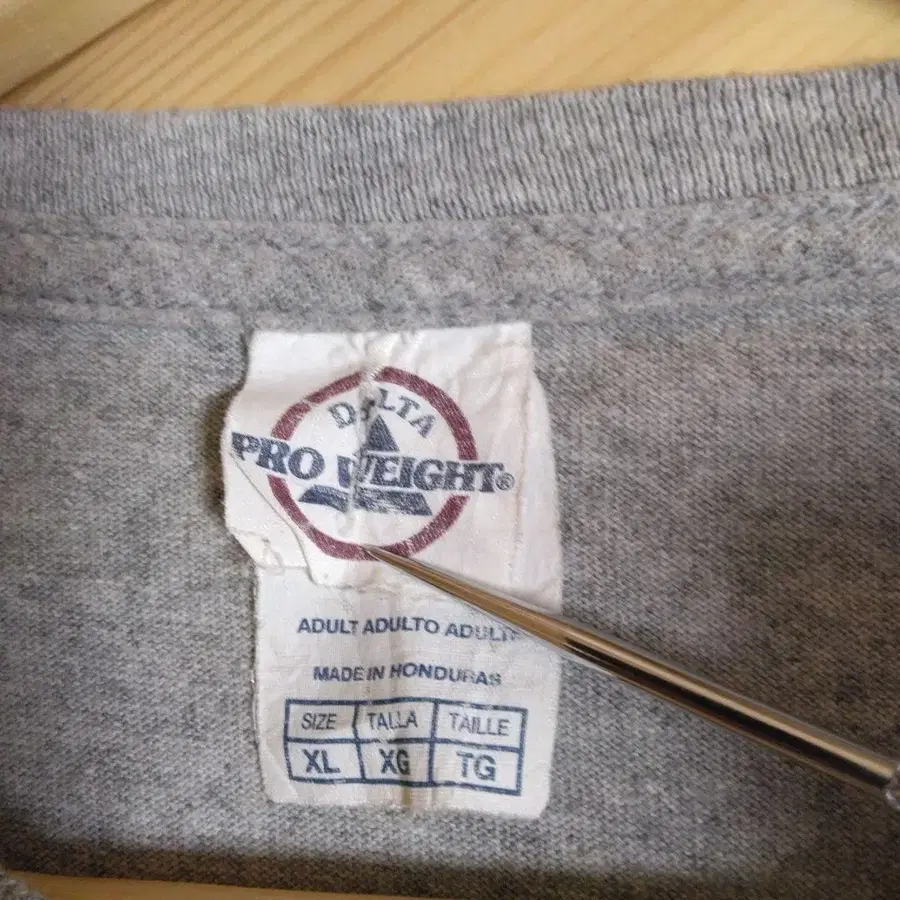 DELTA
PRO WEIGHT®
ADULT ADULTO ADULTE
MADE IN HONDURAS
SIZE TALLA TAILLE
XL XG TG